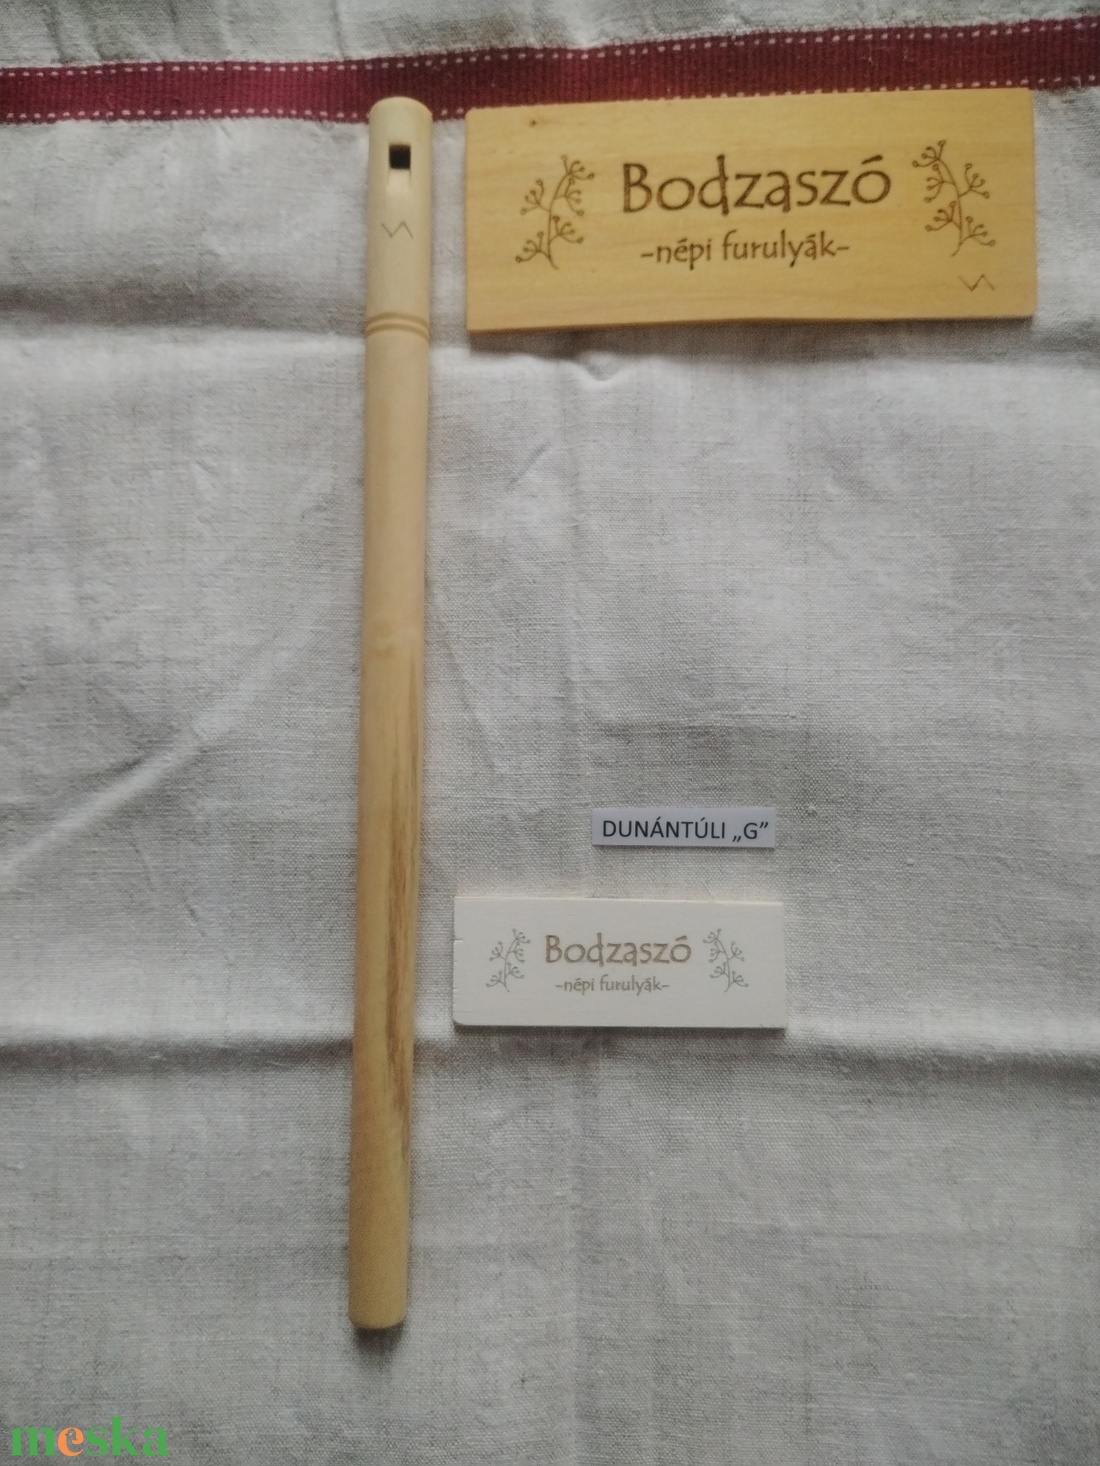 Bodzaszó
-népi furulyák-
DUNÁNTÚLI „G”
Bodzaszó
-népi furulyák-
meska